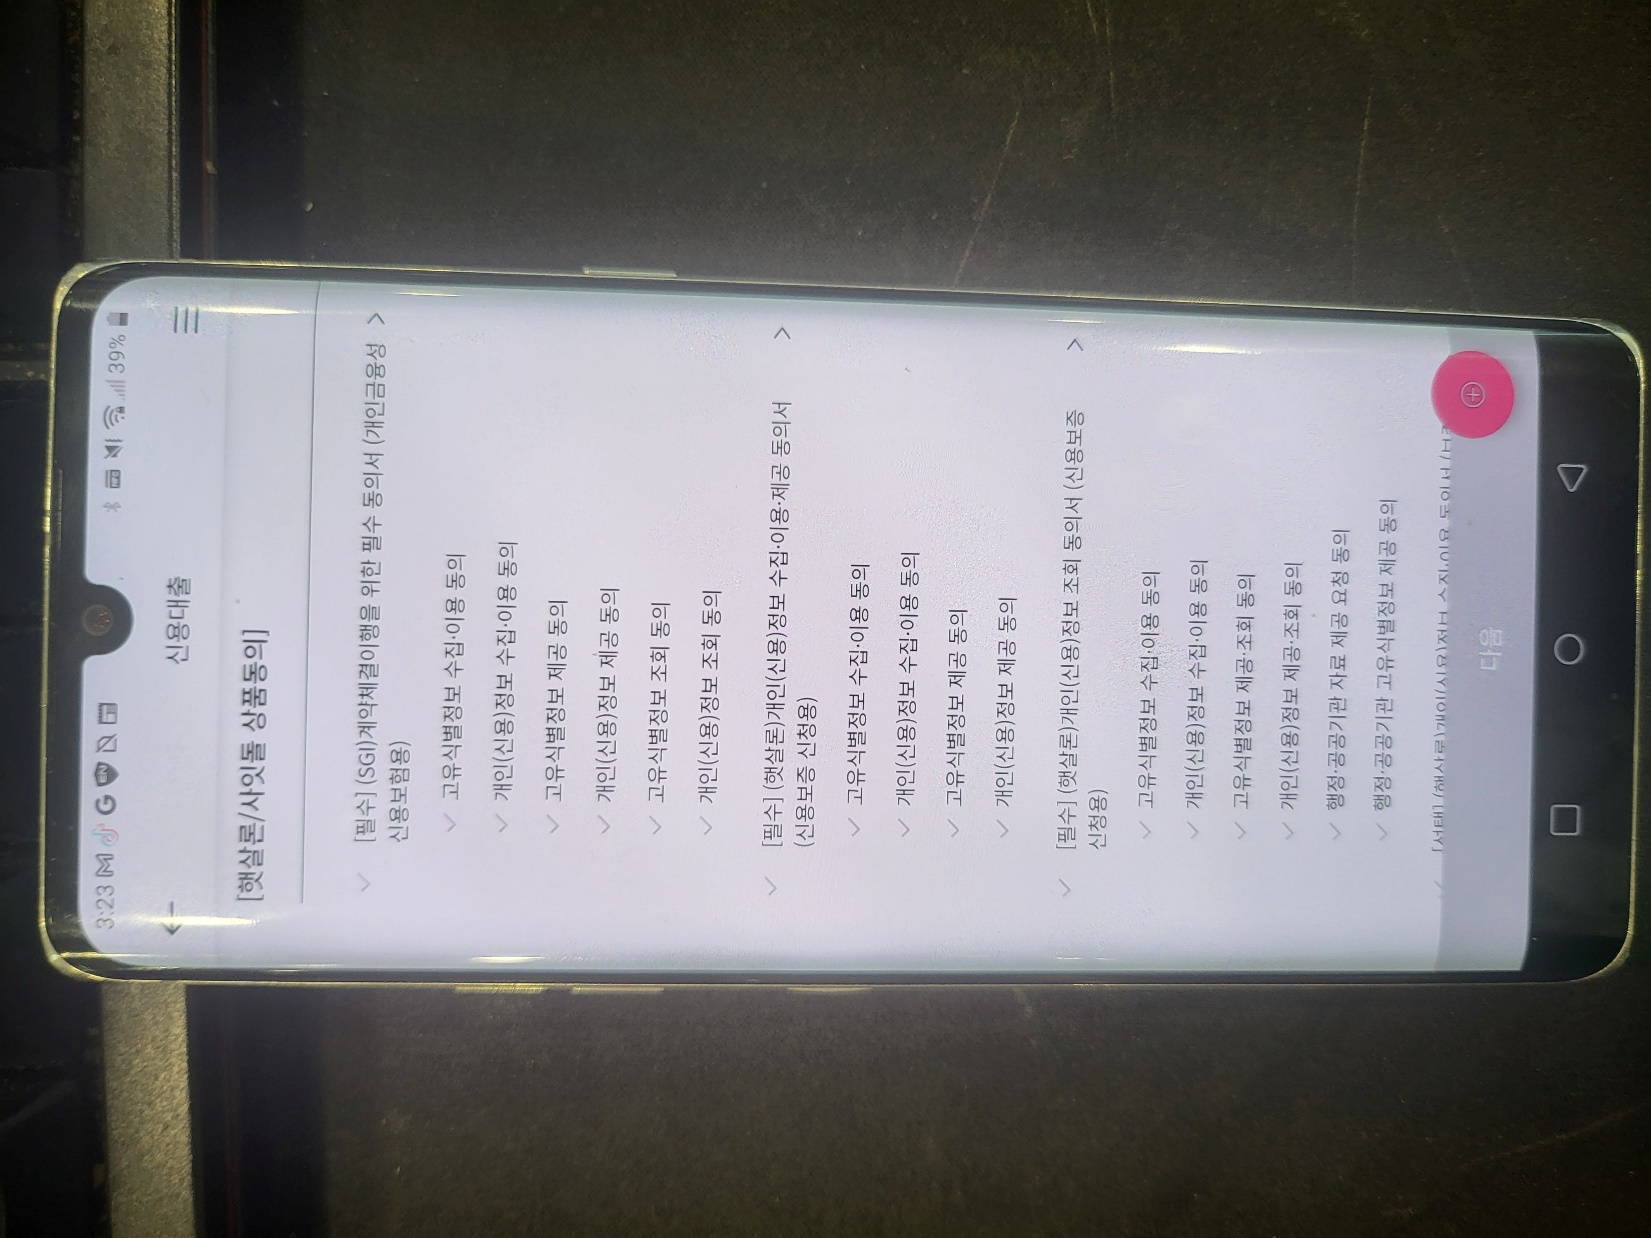 3:23
39%
신용대출
[햇살론/사잇돌 상품동의]
[필수] (SGI)계약체결이행을 위한 필수 동의서 (개인금융성
신용보험용)
고유식별정보 수집·이용 동의
개인(신용)정보 수집·이용 동의
고유식별정보 제공 동의
개인(신용)정보 제공 동의
고유식별정보 조회 동의
개인(신용)정보 조회 동의
[필수] (햇살론)개인(신용)정보 수집·이용·제공 동의서
(신용보증 신청용)
고유식별정보 수집·이용 동의
개인(신용)정보 수집·이용 동의
고유식별정보 제공 동의
개인(신용)정보 제공 동의
[필수] (햇살론)개인(신용)정보 조회 동의서 (신용보증
신청용)
고유식별정보 수집·이용 동의
개인(신용)정보 수집·이용 동의
고유식별정보 제공·조회 동의
개인(신용)정보 제공·조회 동의
행정·공공기관 자료 제공 요청 동의
행정·공공기관 고유식별정보 제공 동의
다음